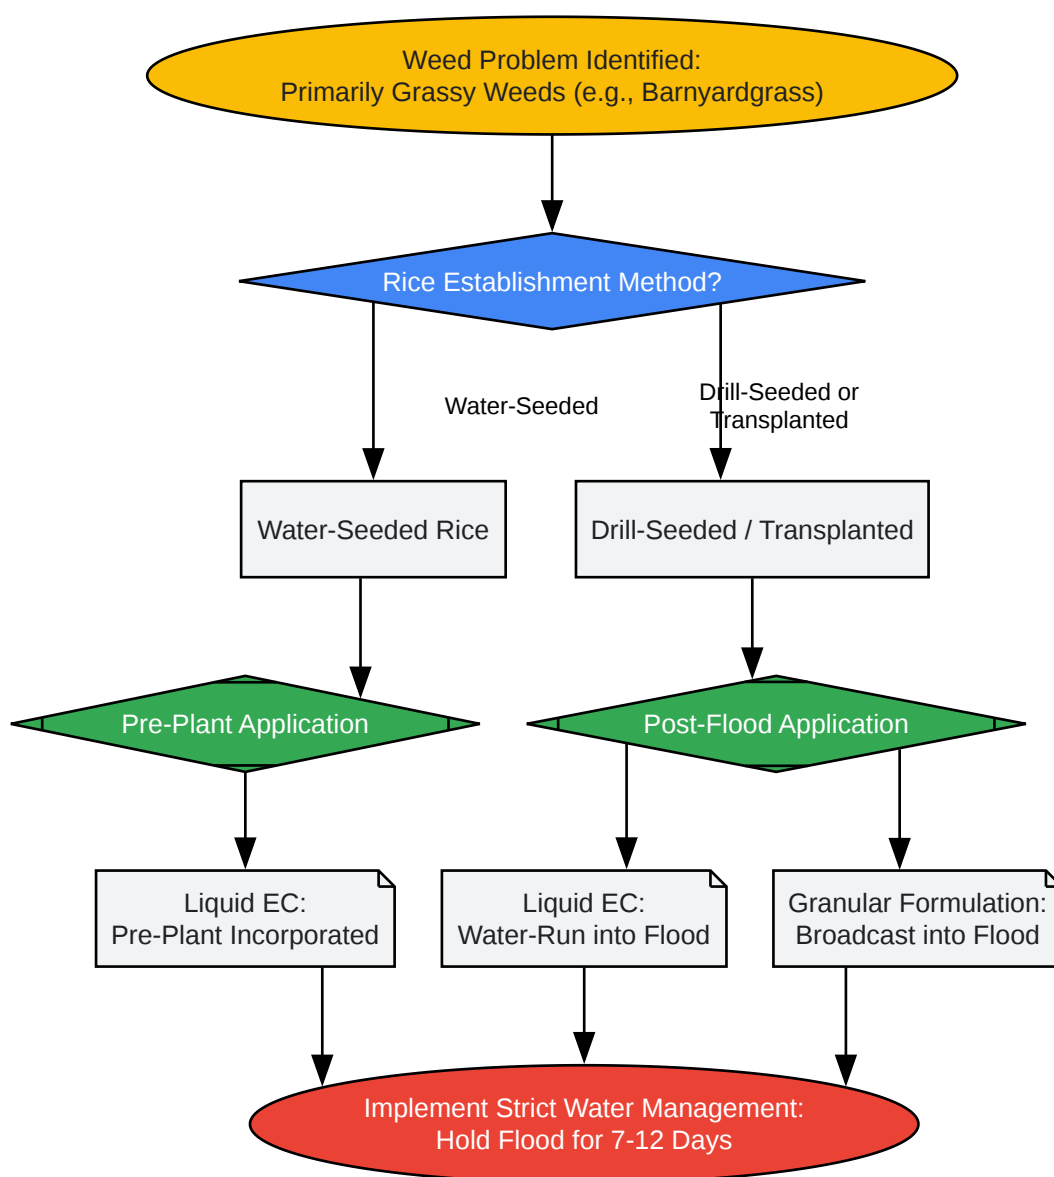 Weed Problem Identified:
Primarily Grassy Weeds (e.g., Barnyardgrass)
Rice Establishment Method?
Water-Seeded
Drill-Seeded or
Transplanted
Water-Seeded Rice
Drill-Seeded / Transplanted
Pre-Plant Application
Post-Flood Application
Liquid EC:
Pre-Plant Incorporated
Liquid EC:
Water-Run into Flood
Granular Formulation:
Broadcast into Flood
Implement Strict Water Management:
Hold Flood for 7-12 Days